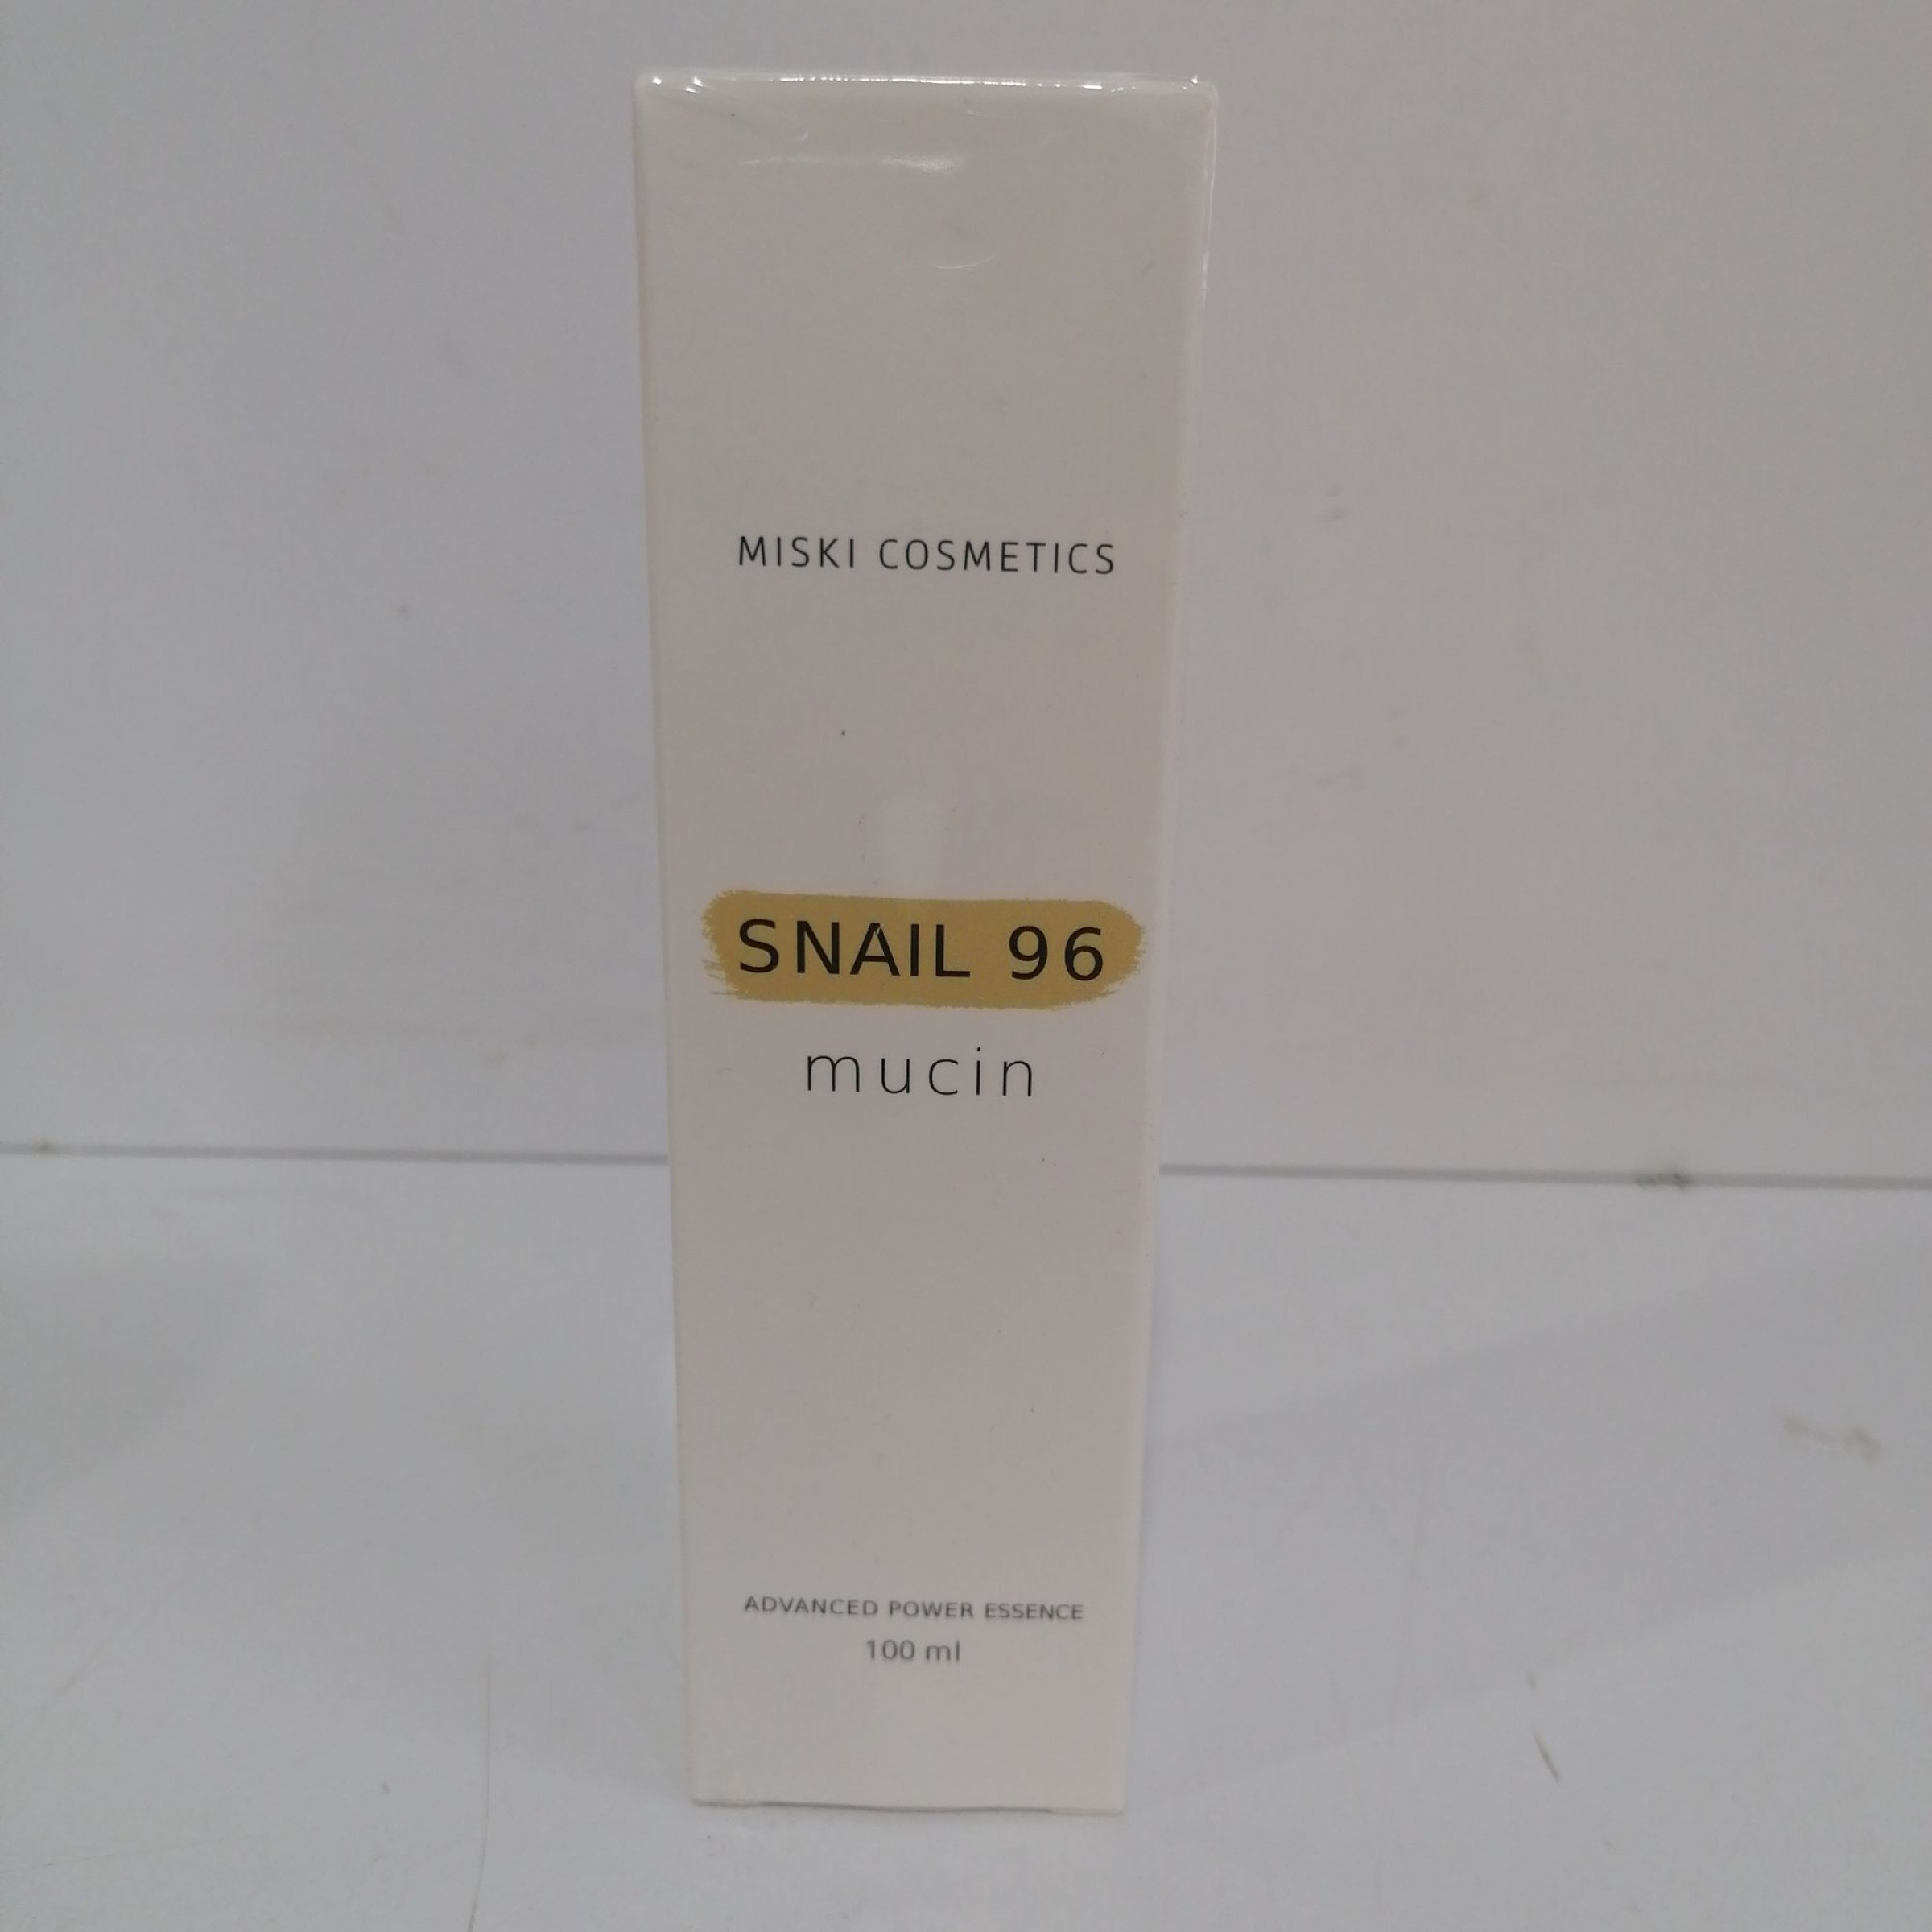 MISKI COSMETICS
SNAIL 96
mucin
ADVANCED POWER ESSENCE
100 ml